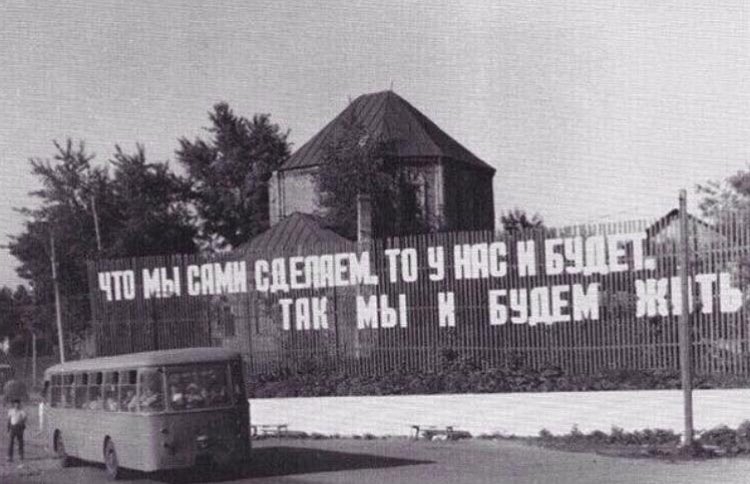 ЧТО МЫ САМИ СДЕЛАЕМ, ТО У НАС И БУДЕТ.
ТАК МЫ И БУДЕМ ЖИТЬ